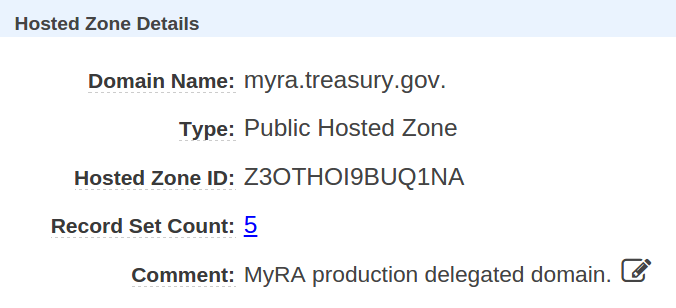 Hosted Zone Details
Domain Name: myra.treasury.gov.
Type: Public Hosted Zone
Hosted Zone ID: Z3OTHOI9BUQ1NA
Record Set Count: 5
Comment: MyRA production delegated domain.